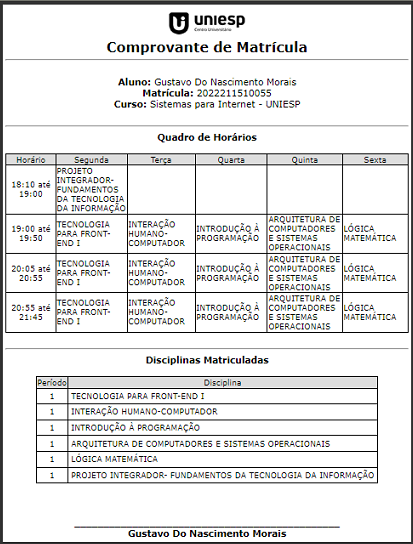 uniesp
Centro Universitário
Comprovante de Matrícula
Aluno: Gustavo Do Nascimento Morais
Matrícula: 2022211510055
Curso: Sistemas para Internet - UNIESP
Quadro de Horários
Horário Segunda Terça Quarta Quinta Sexta
18:10 até
19:00
PROJETO
INTEGRADOR-
FUNDAMENTOS
DA TECNOLOGIA
DA INFORMAÇÃO
19:00 até
19:50
TECNOLOGIA
PARA FRONT-
END I
INTERAÇÃO
HUMANO-
COMPUTADOR
INTRODUÇÃO À
PROGRAMAÇÃO
ARQUITETURA DE
COMPUTADORES
E SISTEMAS
OPERACIONAIS
LÓGICA
MATEMÁTICA
20:05 até
20:55
TECNOLOGIA
PARA FRONT-
END I
INTERAÇÃO
HUMANO-
COMPUTADOR
INTRODUÇÃO À
PROGRAMAÇÃO
ARQUITETURA DE
COMPUTADORES
E SISTEMAS
OPERACIONAIS
LÓGICA
MATEMÁTICA
20:55 até
21:45
TECNOLOGIA
PARA FRONT-
END I
INTERAÇÃO
HUMANO-
COMPUTADOR
INTRODUÇÃO À
PROGRAMAÇÃO
ARQUITETURA DE
COMPUTADORES
E SISTEMAS
OPERACIONAIS
LÓGICA
MATEMÁTICA
Disciplinas Matriculadas
Período Disciplina
1 TECNOLOGIA PARA FRONT-END I
1 INTERAÇÃO HUMANO-COMPUTADOR
1 INTRODUÇÃO À PROGRAMAÇÃO
1 ARQUITETURA DE COMPUTADORES E SISTEMAS OPERACIONAIS
1 LÓGICA MATEMÁTICA
1 PROJETO INTEGRADOR- FUNDAMENTOS DA TECNOLOGIA DA INFORMAÇÃO
Gustavo Do Nascimento Morais